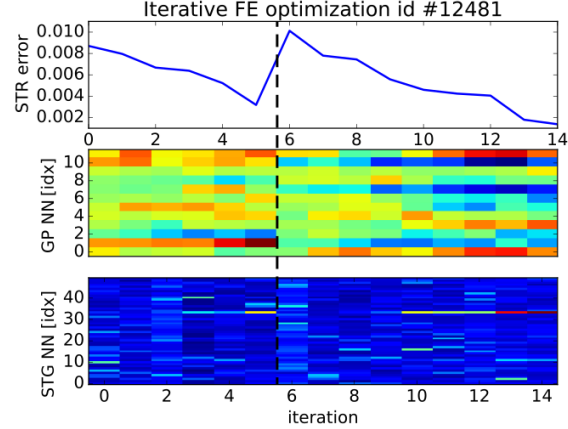 Iterative FE optimization id #12481
STR error
0.010
0.008
0.006
0.004
0.002
0 2 4 6 8 10 12 14
GP NN [idx]
10
8
6
4
2
0
STG NN [idx]
40
30
20
10
0
0 2 4 6 8 10 12 14
iteration